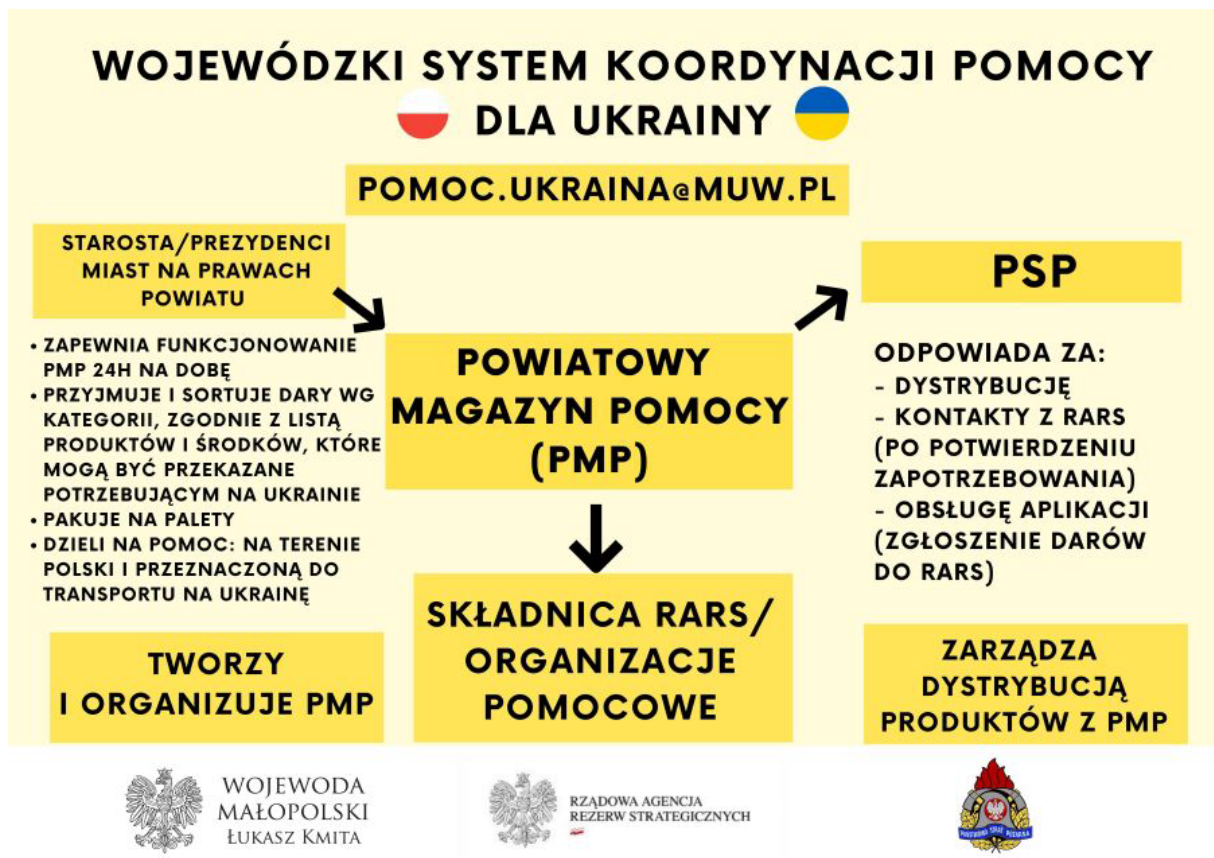 WOJEWÓDZKI SYSTEM KOORDYNACJI POMOCY
DLA UKRAINY
POMOC.UKRAINA@MUW.PL
STAROSTA/PREZYDENCI
MIAST NA PRAWACH
POWIATU
• ZAPEWNIA FUNKCJONOWANIE
PMP 24H NA DOBĘ
• PRZYJMUJE I SORTUJE DARY WG
KATEGORII, ZGODNIE Z LISTĄ
PRODUKTÓW I ŚRODKÓW, KTÓRE
MOGĄ BYĆ PRZEKAZANE
POTRZEBUJĄCYM NA UKRAINIE
• PAKUJE NA PALETY
• DZIELI NA POMOC: NA TERENIE
POLSKI I PRZEZNACZONĄ DO
TRANSPORTU NA UKRAINĘ
TWORZY
I ORGANIZUJE PMP
POWIATOWY
MAGAZYN POMOCY
(PMP)
SKŁADNICA RARS/
ORGANIZACJE
POMOCOWE
PSP
ODPOWIADA ZA:
- DYSTRYBUCJĘ
- KONTAKTY Z RARS
(PO POTWIERDZENIU
ZAPOTRZEBOWANIA)
- OBSŁUGĘ APLIKACJI
(ZGŁOSZENIE DARÓW
DO RARS)
ZARZĄDZA
DYSTRYBUCJĄ
PRODUKTÓW Z PMP
WOJEWODA
MAŁOPOLSKI
ŁUKASZ KMITA
RZĄDOWA AGENCJA
REZERW STRATEGICZNYCH
PAŃSTWOWA STRAŻ POŻARNA